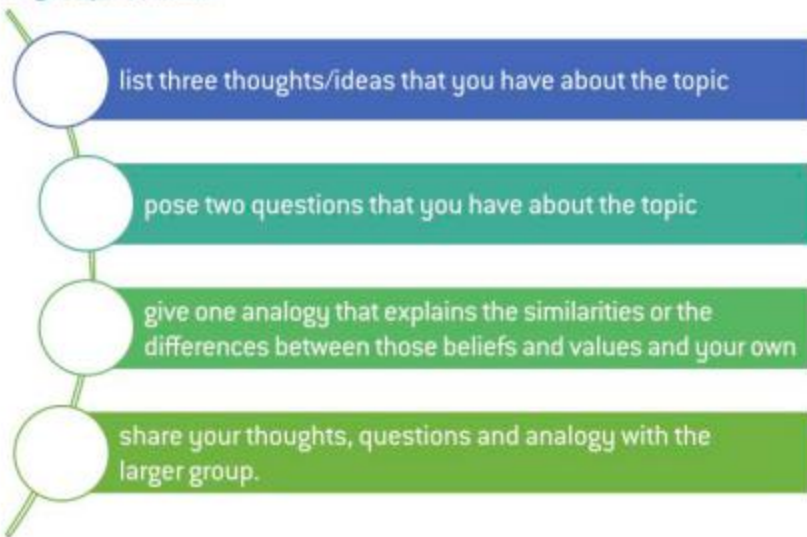 list three thoughts/ideas that you have about the topic
pose two questions that you have about the topic
give one analogy that explains the similarities or the
differences between those beliefs and values and your own
share your thoughts, questions and analogy with the
larger group.